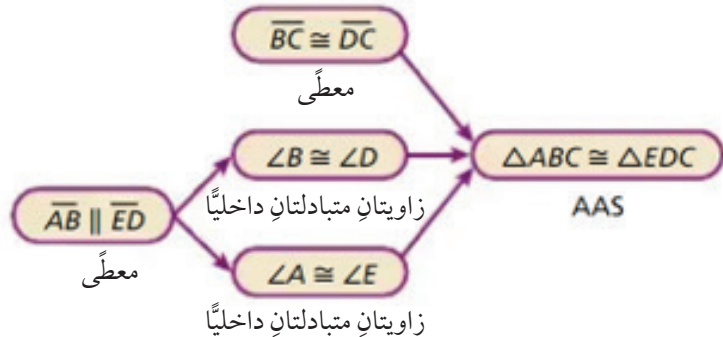 BC ≅ DC
معطًى
∠B ≅ ∠D
△ABC ≅ △EDC
زاويتانِ متبادلتانِ داخليًّا
AAS
AB ∥ ED
معطًى
∠A ≅ ∠E
زاويتانِ متبادلتانِ داخليًّا